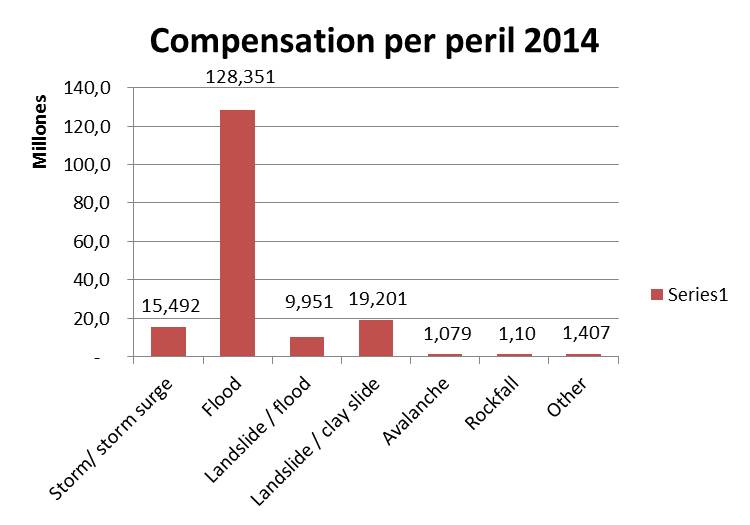 Compensation per peril 2014
Millones
140,0
120,0
100,0
80,0
60,0
40,0
20,0
-
15,492
128,351
9,951
19,201
1,079
1,10
1,407
Storm/ storm surge
Flood
Landslide / flood
Landslide / clay slide
Avalanche
Rockfall
Other
Series1